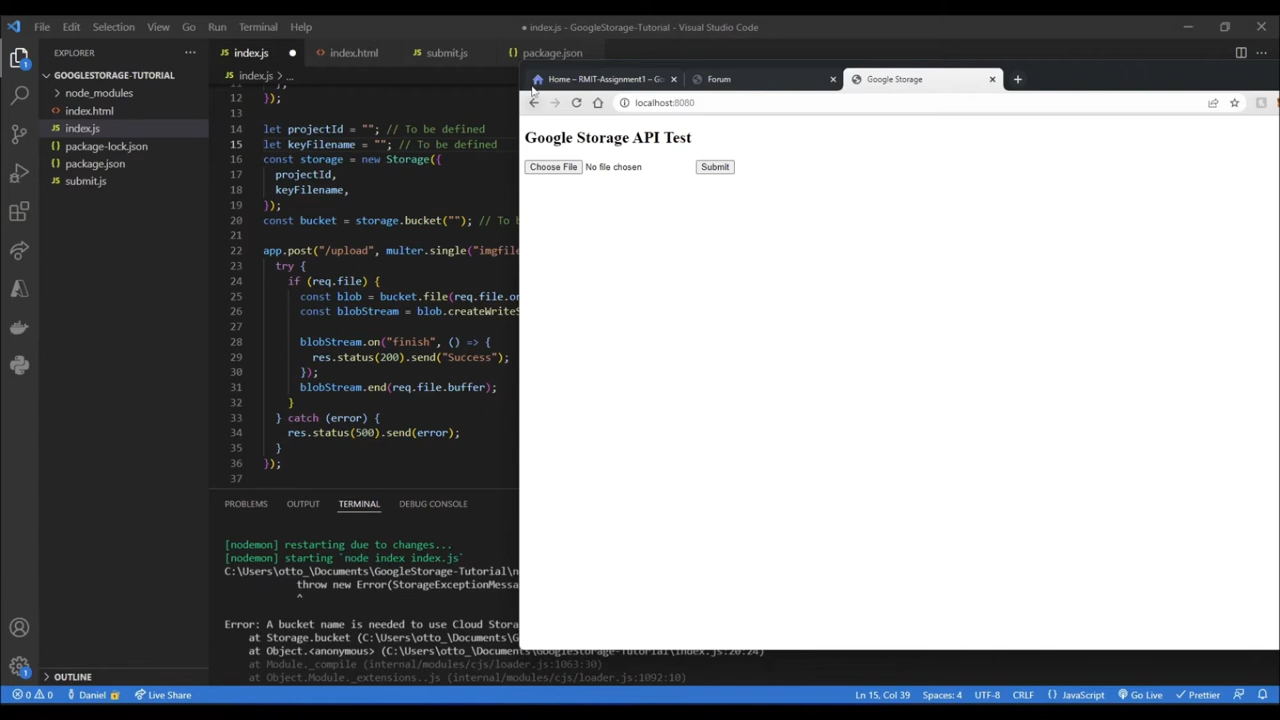 File Edit Selection View Go Run Terminal Help
● index.js - GoogleStorage-Tutorial - Visual Studio Code
EXPLORER
index.js
index.html
submit.js
package.json
GOOGLESTORAGE-TUTORIAL
node_modules
index.html
index.js
package-lock.json
package.json
submit.js
index.js > ...
12 });
13
14 let projectId = ""; // To be defined
15 let keyFilename = ""; // To be defined
16 const storage = new Storage({
17 projectId,
18 keyFilename,
19 });
20 const bucket = storage.bucket(""); // To b
21
22 app.post("/upload", multer.single("imgfile
23 try {
24 if (req.file) {
25 const blob = bucket.file(req.file.or
26 const blobStream = blob.createWriteS
27
28 blobStream.on("finish", () => {
29 res.status(200).send("Success");
30 });
31 blobStream.end(req.file.buffer);
32 }
33 } catch (error) {
34 res.status(500).send(error);
35 }
36 });
37
Home – RMIT-Assignment1 – Go
Forum
Google Storage
localhost:8080
Google Storage API Test
Choose File No file chosen Submit
PROBLEMS OUTPUT TERMINAL DEBUG CONSOLE
[nodemon] restarting due to changes...
[nodemon] starting `node index index.js`
C:\Users\otto_\Documents\GoogleStorage-Tutorial\n
throw new Error(StorageExceptionMessa
^
Error: A bucket name is needed to use Cloud Stora
at Storage.bucket (C:\Users\otto_\Documents\G
at Object.<anonymous> (C:\Users\otto_\Documents\GoogleStorage-Tutorial\index.js:20:24)
at Module._compile (internal/modules/cjs/loader.js:1063:30)
at Object.Module._extensions..js (internal/modules/cjs/loader.js:1092:10)
OUTLINE
0 0 Daniel Live Share
Ln 15, Col 39 Spaces: 4 UTF-8 CRLF {} JavaScript Go Live Prettier